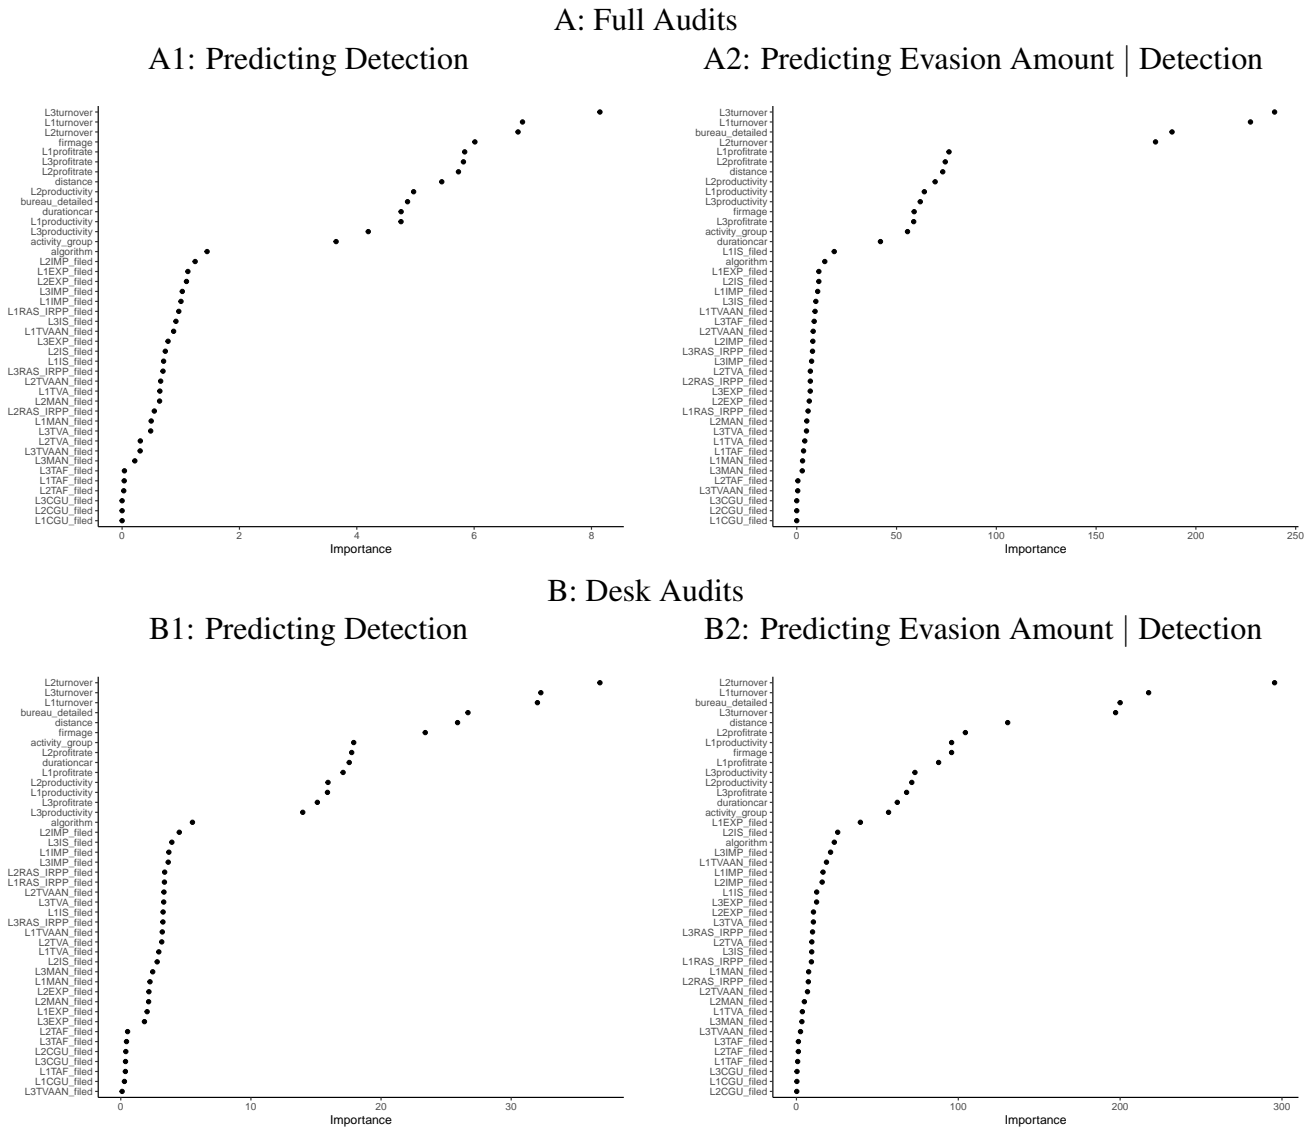 A: Full Audits
A1: Predicting Detection
L3turnover
L1turnover
L2turnover
firmage
L1profitrate
L3profitrate
L2profitrate
distance
L2productivity
bureau_detailed
durationcar
L1productivity
L3productivity
activity_group
algorithm
L2IMP_filed
L1EXP_filed
L2EXP_filed
L3IMP_filed
L1IMP_filed
L1RAS_IRPP_filed
L3IS_filed
L1TVAAN_filed
L3EXP_filed
L2IS_filed
L1IS_filed
L3RAS_IRPP_filed
L2TVAAN_filed
L1TVA_filed
L2MAN_filed
L2RAS_IRPP_filed
L1MAN_filed
L3TVA_filed
L2TVA_filed
L3TVAAN_filed
L3MAN_filed
L3TAF_filed
L1TAF_filed
L2TAF_filed
L3CGU_filed
L2CGU_filed
L1CGU_filed
0 2 4 6 8
Importance
A2: Predicting Evasion Amount | Detection
L3turnover
L1turnover
bureau_detailed
L2turnover
L1profitrate
L2profitrate
distance
L2productivity
L1productivity
L3productivity
firmage
L3profitrate
activity_group
durationcar
L1IS_filed
algorithm
L1EXP_filed
L2IS_filed
L1IMP_filed
L3IS_filed
L1TVAAN_filed
L3TAF_filed
L2TVAAN_filed
L2IMP_filed
L3RAS_IRPP_filed
L3IMP_filed
L2TVA_filed
L2RAS_IRPP_filed
L3EXP_filed
L2EXP_filed
L1RAS_IRPP_filed
L2MAN_filed
L3TVA_filed
L1TVA_filed
L1TAF_filed
L1MAN_filed
L3MAN_filed
L2TAF_filed
L3TVAAN_filed
L3CGU_filed
L2CGU_filed
L1CGU_filed
0 50 100 150 200 250
Importance
B: Desk Audits
B1: Predicting Detection
L2turnover
L3turnover
L1turnover
bureau_detailed
distance
firmage
activity_group
L2profitrate
durationcar
L1profitrate
L2productivity
L1productivity
L3profitrate
L3productivity
algorithm
L2IMP_filed
L3IS_filed
L1IMP_filed
L3IMP_filed
L2RAS_IRPP_filed
L1RAS_IRPP_filed
L2TVAAN_filed
L3TVA_filed
L1IS_filed
L3RAS_IRPP_filed
L1TVAAN_filed
L2TVA_filed
L1TVA_filed
L2IS_filed
L3MAN_filed
L1MAN_filed
L2EXP_filed
L2MAN_filed
L1EXP_filed
L3EXP_filed
L2TAF_filed
L3TAF_filed
L2CGU_filed
L3CGU_filed
L1TAF_filed
L1CGU_filed
L3TVAAN_filed
0 10 20 30
Importance
B2: Predicting Evasion Amount | Detection
L2turnover
L1turnover
bureau_detailed
L3turnover
distance
L2profitrate
L1productivity
firmage
L1profitrate
L3productivity
L2productivity
L3profitrate
durationcar
activity_group
L1EXP_filed
L2IS_filed
algorithm
L3IMP_filed
L1TVAAN_filed
L1IMP_filed
L2IMP_filed
L1IS_filed
L3EXP_filed
L2EXP_filed
L3TVA_filed
L3RAS_IRPP_filed
L2TVA_filed
L3IS_filed
L1RAS_IRPP_filed
L1MAN_filed
L2RAS_IRPP_filed
L2TVAAN_filed
L2MAN_filed
L1TVA_filed
L3MAN_filed
L3TVAAN_filed
L3TAF_filed
L2TAF_filed
L1TAF_filed
L3CGU_filed
L1CGU_filed
L2CGU_filed
0 100 200 300
Importance